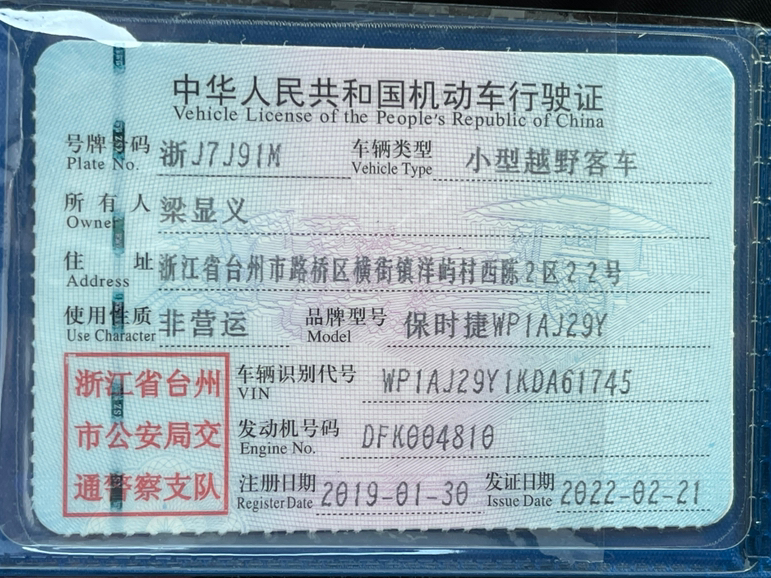 中华人民共和国机动车行驶证
Vehicle License of the People's Republic of China
号牌号码 浙J7J91M 车辆类型 小型越野客车
Plate No. Vehicle Type
所有人 梁显义
Owner
住址 浙江省台州市路桥区横街镇洋屿村西陈2区22号
Address
使用性质 非营运 品牌型号 保时捷WP1AJ29Y
Use Character Model
浙江省台州
市公安局交
通警察支队
车辆识别代号 WP1AJ29Y1KDA61745
VIN
发动机号码 DFK004810
Engine No.
注册日期 2019-01-30 发证日期 2022-02-21
Register Date Issue Date